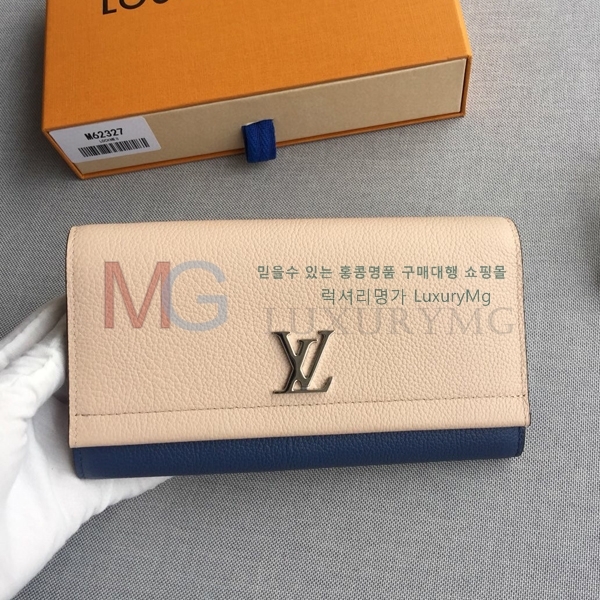 M62327
믿을수 있는 홍콩명품 구매대행 쇼핑몰
MG
럭셔리명가 LuxuryMg
LUXURYMG
LV